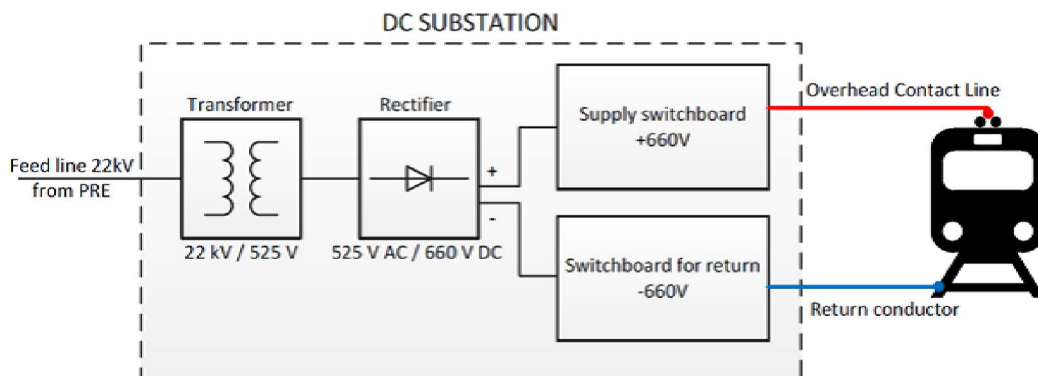 DC SUBSTATION
Transformer
Rectifier
Supply switchboard
+660V
Overhead Contact Line
Feed line 22kV
from PRE
+
-
22 kV / 525 V
525 V AC / 660 V DC
Switchboard for return
-660V
Return conductor